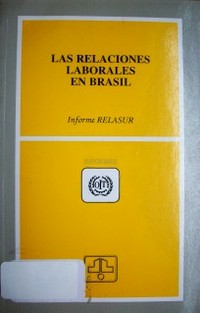 LAS RELACIONES
LABORALES
EN BRASIL
Informe RELASUR